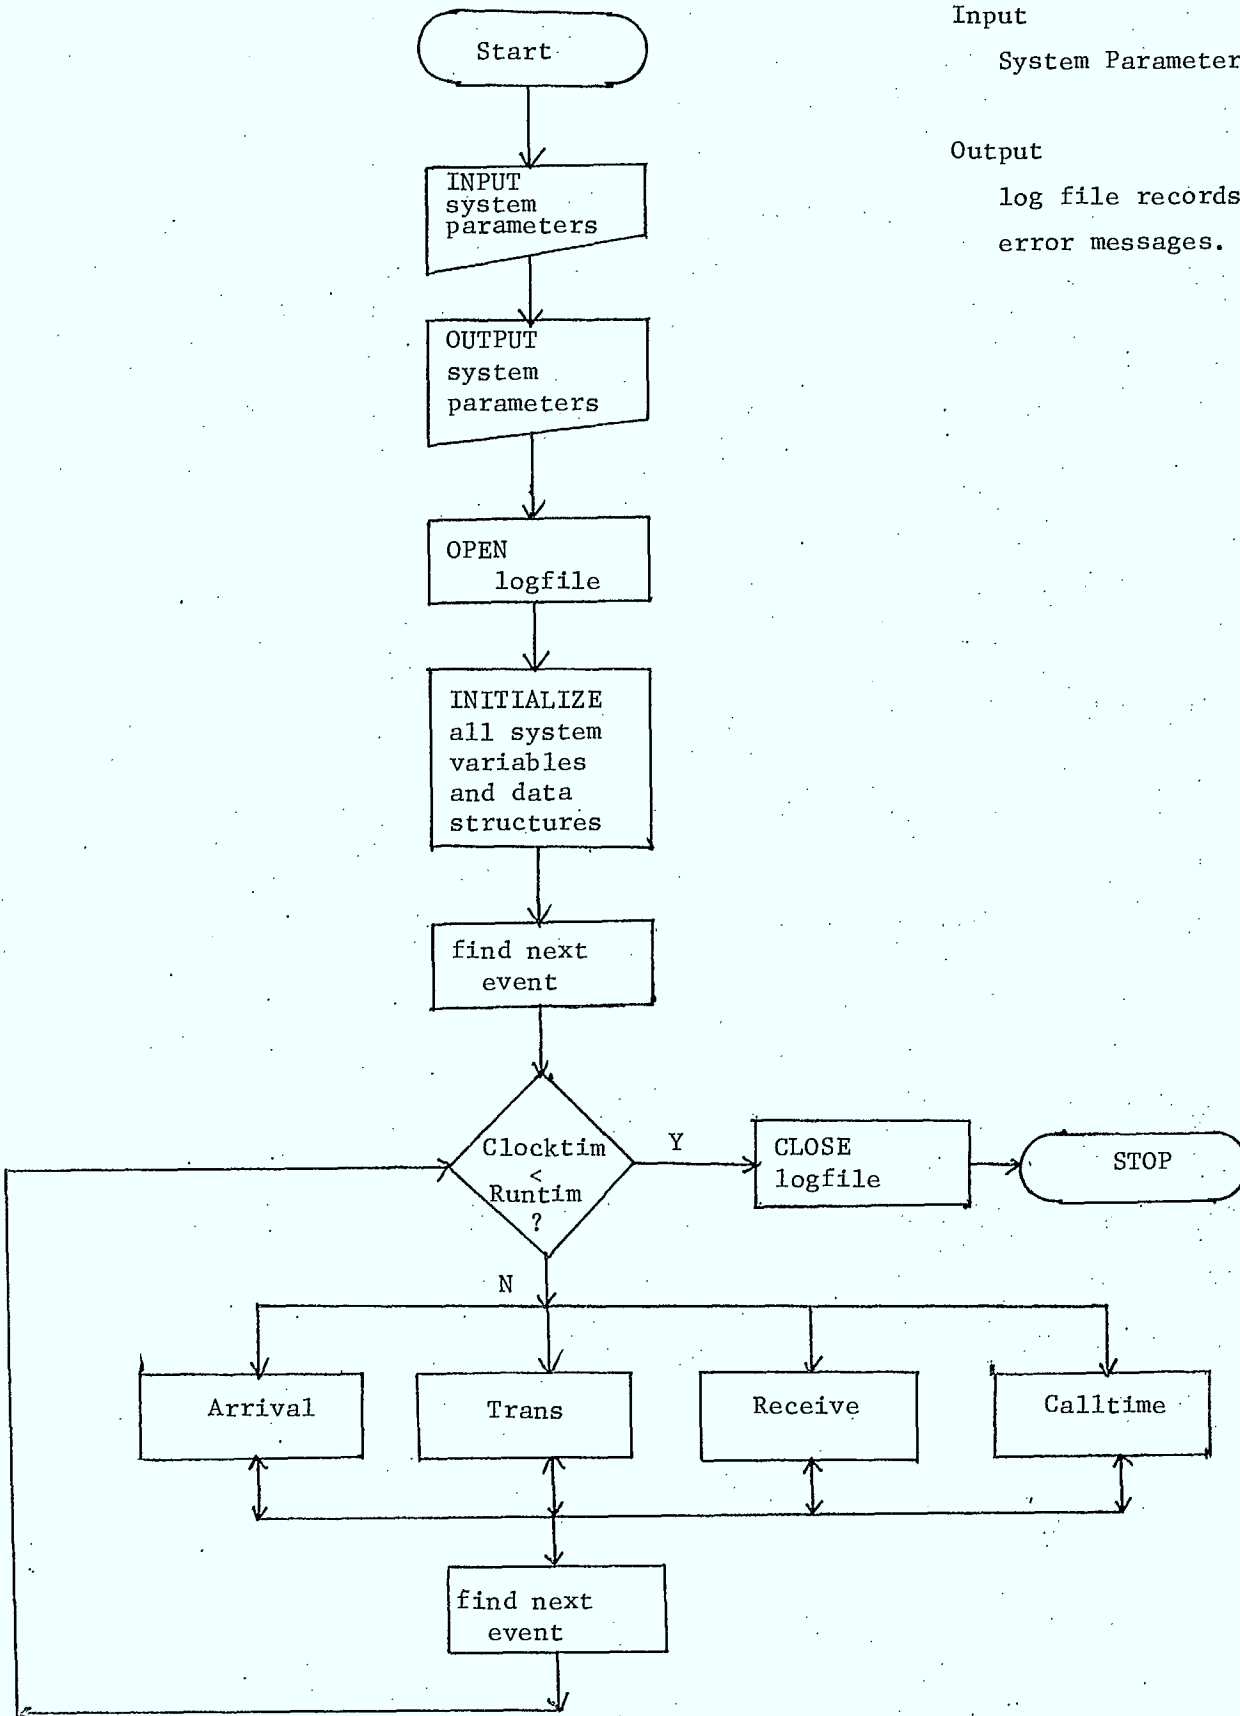 Start
Input
System Parameter
Output
log file records
error messages.
INPUT
system
parameters
OUTPUT
system
parameters
OPEN
logfile
INITIALIZE
all system
variables
and data
structures
find next
event
Clocktim
<
Runtim
?
Y
CLOSE
logfile
STOP
N
Arrival
Trans
Receive
Calltime
find next
event